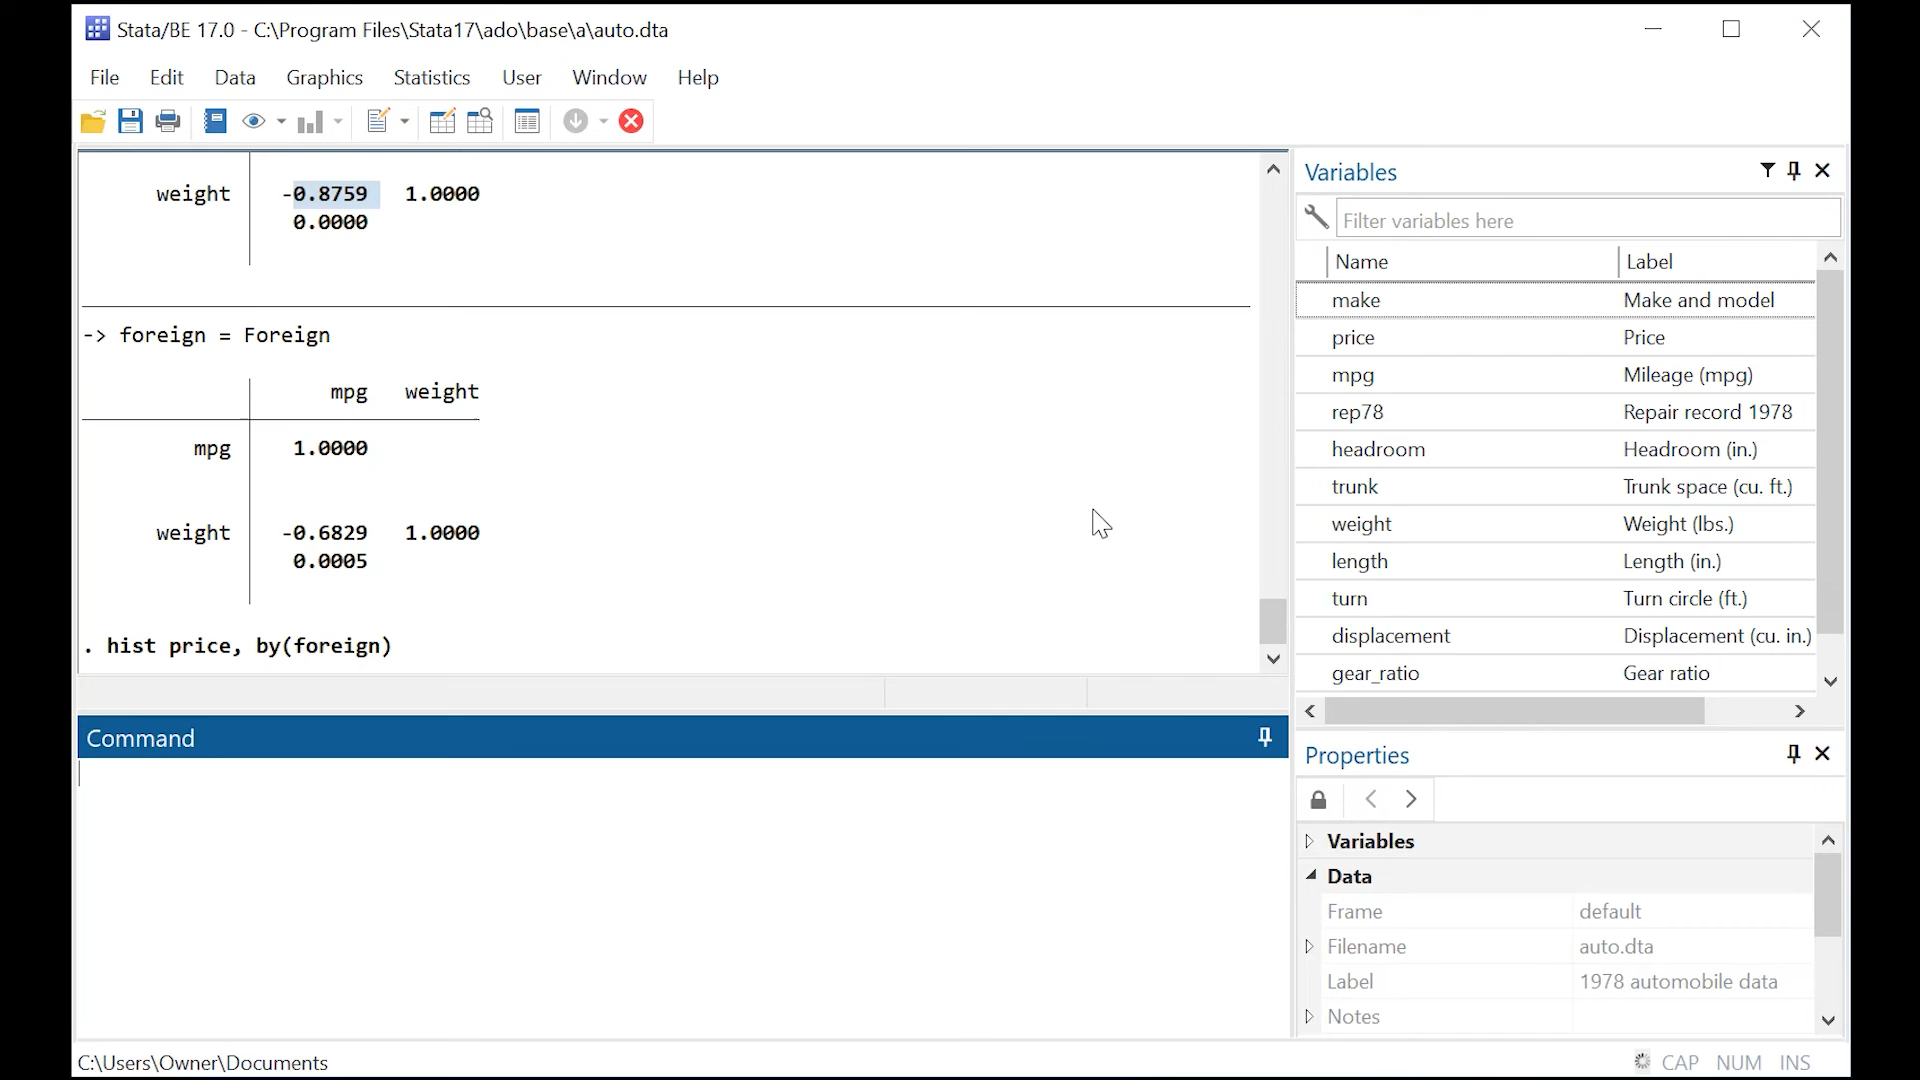 Stata/BE 17.0 - C:\Program Files\Stata17\ado\base\a\auto.dta
File Edit Data Graphics Statistics User Window Help
weight -0.8759 1.0000
0.0000
-> foreign = Foreign
mpg weight
mpg 1.0000
weight -0.6829 1.0000
0.0005
. hist price, by(foreign)
Command
C:\Users\Owner\Documents
Variables
Filter variables here
Name Label
make Make and model
price Price
mpg Mileage (mpg)
rep78 Repair record 1978
headroom Headroom (in.)
trunk Trunk space (cu. ft.)
weight Weight (lbs.)
length Length (in.)
turn Turn circle (ft.)
displacement Displacement (cu. in.)
gear_ratio Gear ratio
Properties
Variables
Data
Frame default
Filename auto.dta
Label 1978 automobile data
Notes
CAP NUM INS